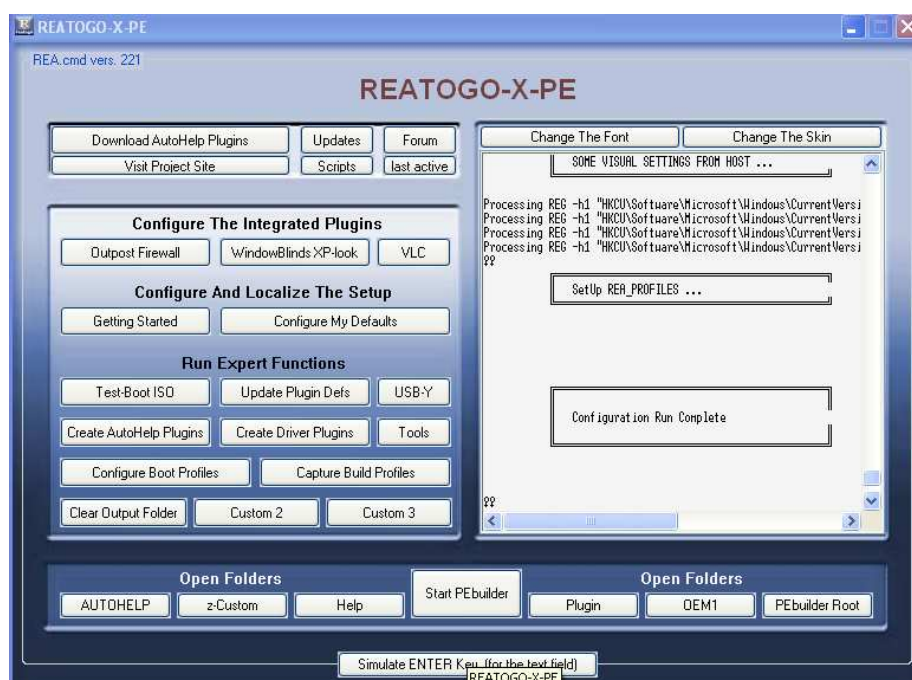 REATOGO-X-PE
REA.cmd vers. 221
REATOGO-X-PE
Download AutoHelp Plugins Updates Forum
Visit Project Site Scripts last active
Change The Font Change The Skin
SOME VISUAL SETTINGS FROM HOST ...
Processing REG -h1 "HKCU\Software\Microsoft\Windows\CurrentVersi
Processing REG -h1 "HKCU\Software\Microsoft\Windows\CurrentVersi
Processing REG -h1 "HKCU\Software\Microsoft\Windows\CurrentVersi
Processing REG -h1 "HKCU\Software\Microsoft\Windows\CurrentVersi
??
SetUp REA_PROFILES ...
Configuration Run Complete
??
Configure The Integrated Plugins
Outpost Firewall WindowBlinds XP-look VLC
Configure And Localize The Setup
Getting Started Configure My Defaults
Run Expert Functions
Test-Boot ISO Update Plugin Defs USB-Y
Create AutoHelp Plugins Create Driver Plugins Tools
Configure Boot Profiles Capture Build Profiles
Clear Output Folder Custom 2 Custom 3
Open Folders
AUTOHELP z-Custom Help
Start PEbuilder
Open Folders
Plugin OEM1 PEbuilder Root
Simulate ENTER Key (for the text field)
REATOGO-X-PE